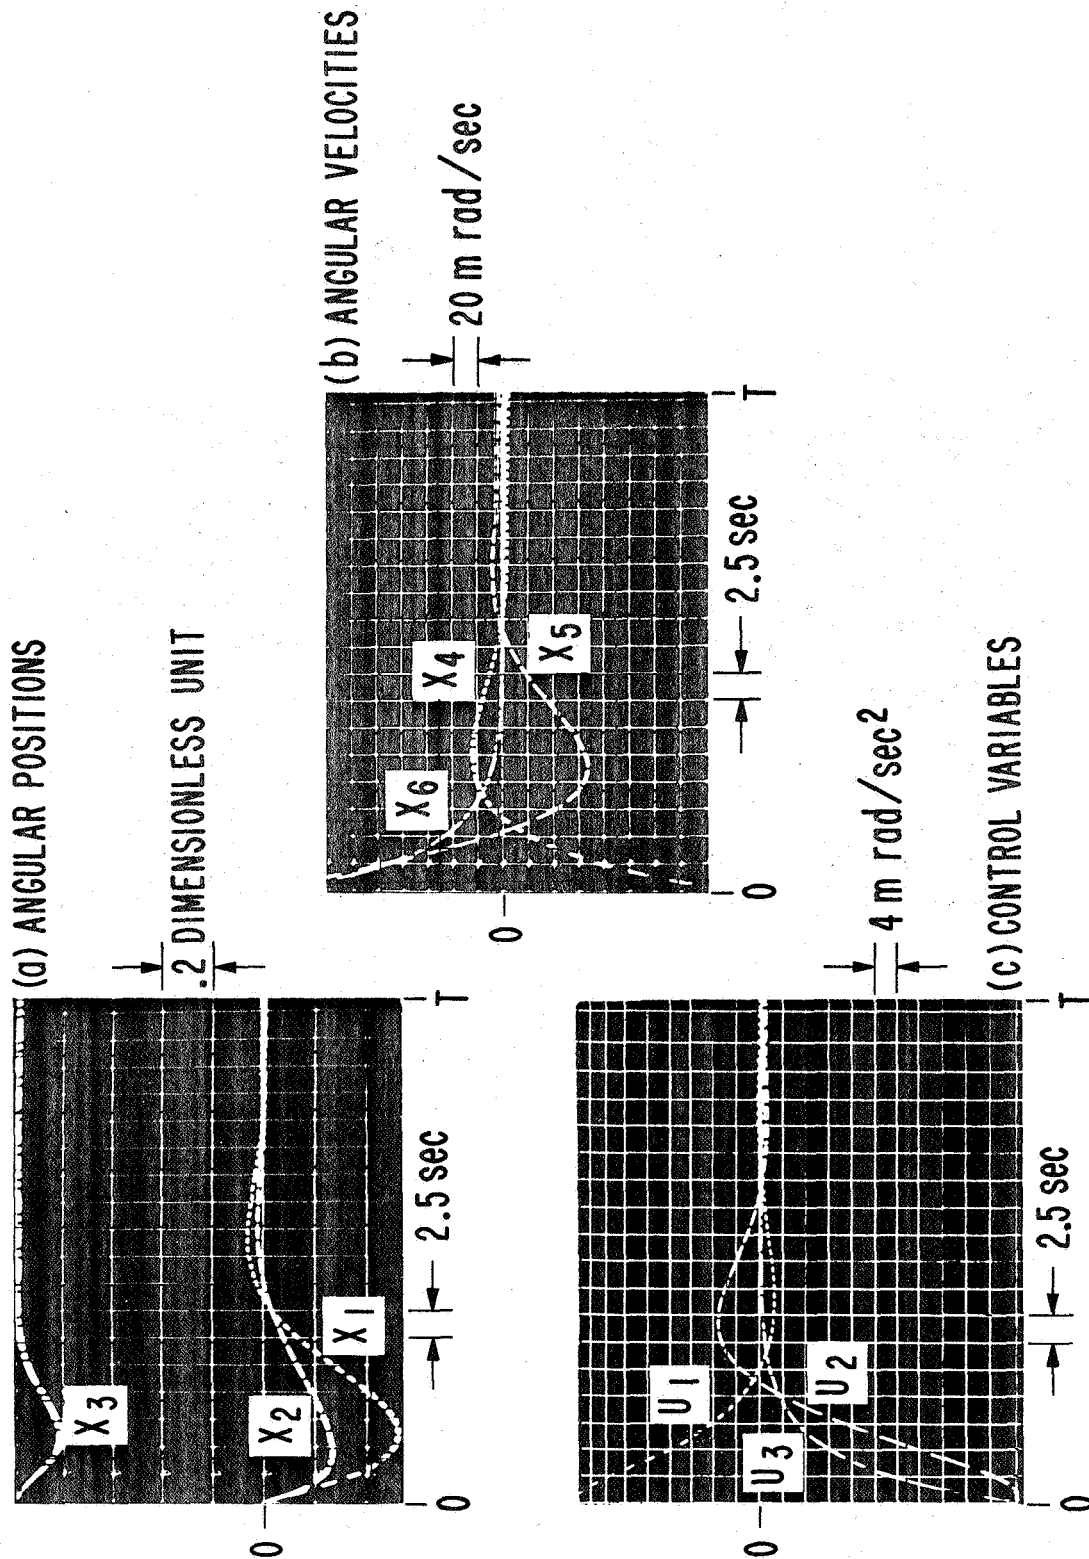 (a) ANGULAR POSITIONS
.2 DIMENSIONLESS UNIT
X3
X2
X1
0
0
T
2.5 sec
(b) ANGULAR VELOCITIES
20 m rad/sec
X6
X4
X5
0
0
T
2.5 sec
(c) CONTROL VARIABLES
4 m rad/sec2
U1
U3
U2
0
0
T
2.5 sec